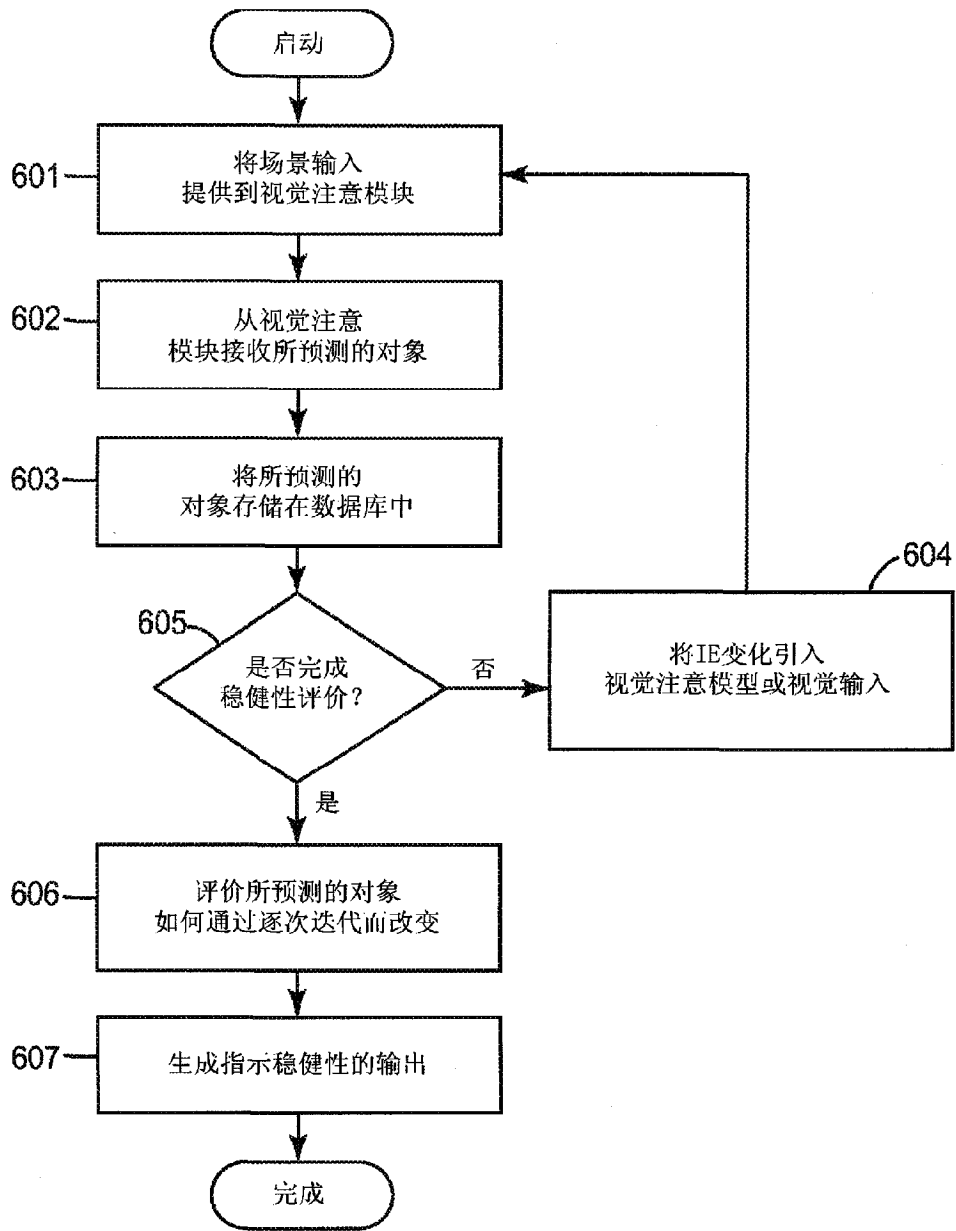 启动
601
将场景输入
提供到视觉注意模块
602
从视觉注意
模块接收所预测的对象
603
将所预测的
对象存储在数据库中
604
将IE变化引入
视觉注意模型或视觉输入
605
是否完成
稳健性评价?
否
是
606
评价所预测的对象
如何通过逐次迭代而改变
607
生成指示稳健性的输出
完成